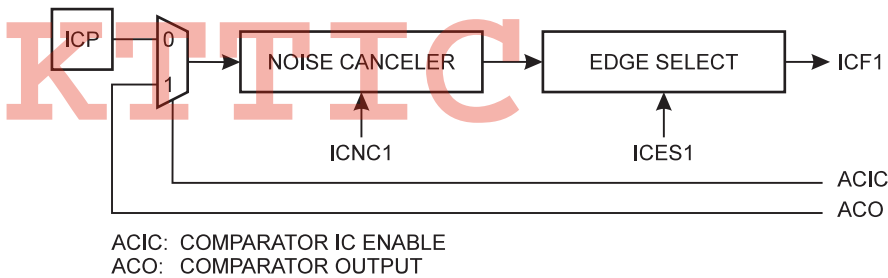 KTTIC
ICP
0
1
NOISE CANCELER
EDGE SELECT
ICF1
ICNC1
ICES1
ACIC
ACO
ACIC: COMPARATOR IC ENABLE
ACO: COMPARATOR OUTPUT